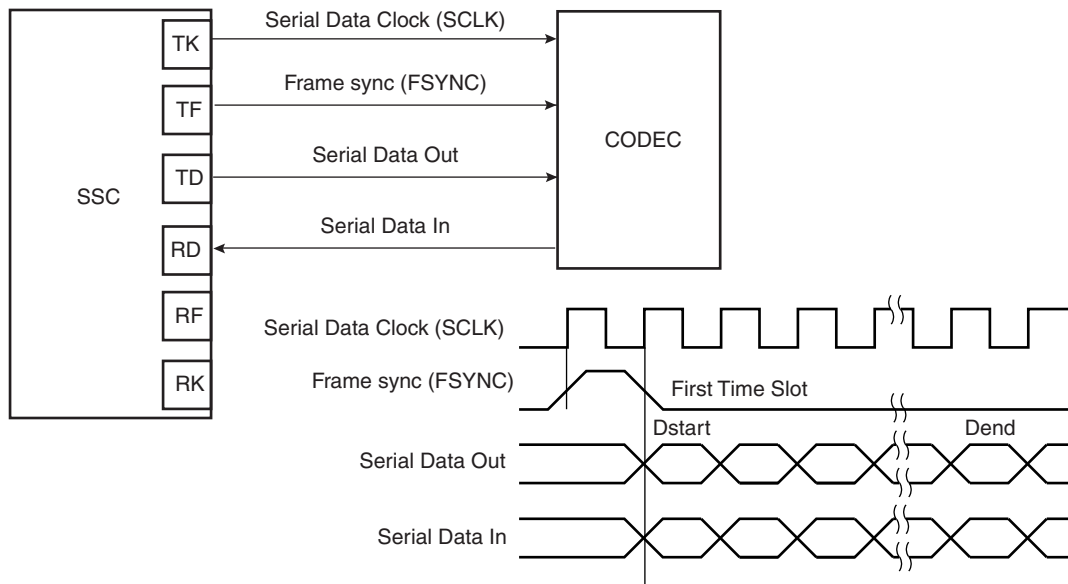 SSC
TK
TF
TD
RD
RF
RK
Serial Data Clock (SCLK)
Frame sync (FSYNC)
Serial Data Out
Serial Data In
CODEC
Serial Data Clock (SCLK)
Frame sync (FSYNC)
First Time Slot
Dstart
Dend
Serial Data Out
Serial Data In